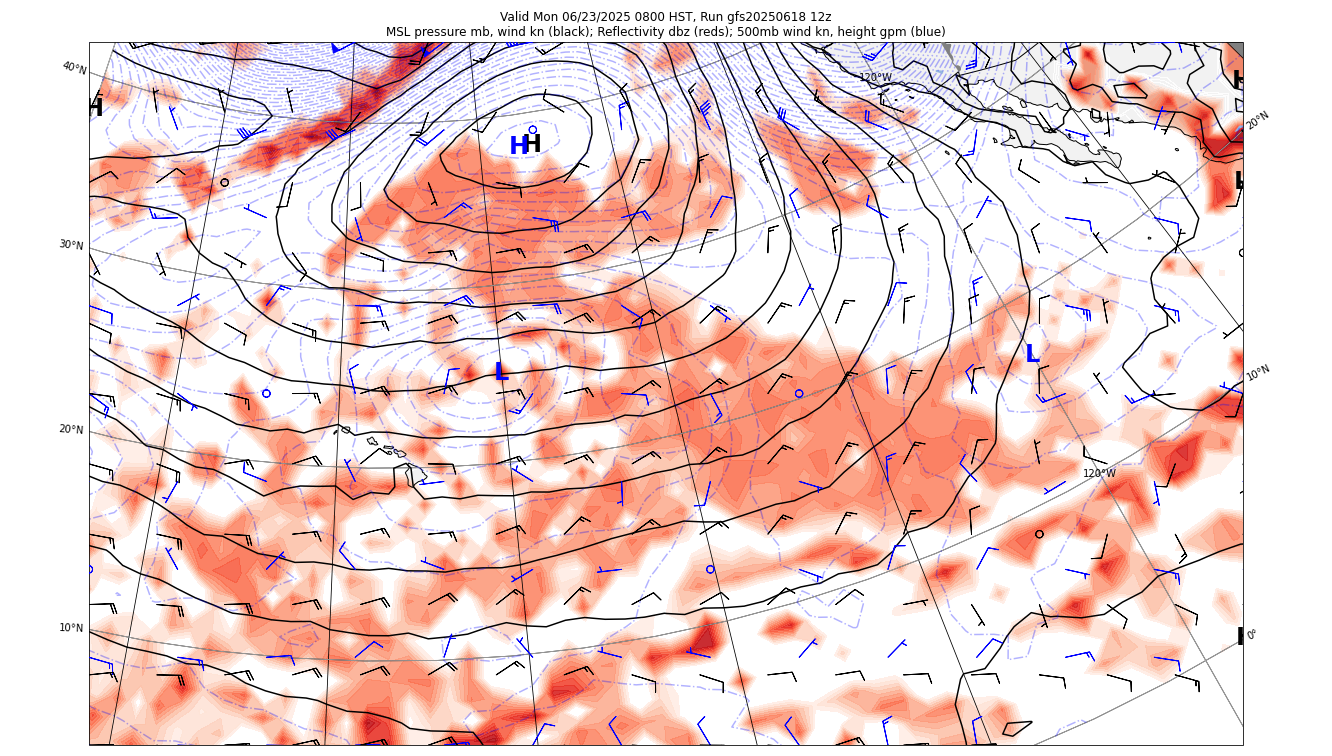 Valid Mon 06/23/2025 0800 HST, Run gfs20250618 12z
MSL pressure mb, wind kn (black); Reflectivity dbz (reds); 500mb wind kn, height gpm (blue)
40°N
120°W
H
H
20°N
H H
30°N
L
L
10°N
20°N
120°W
10°N
0°